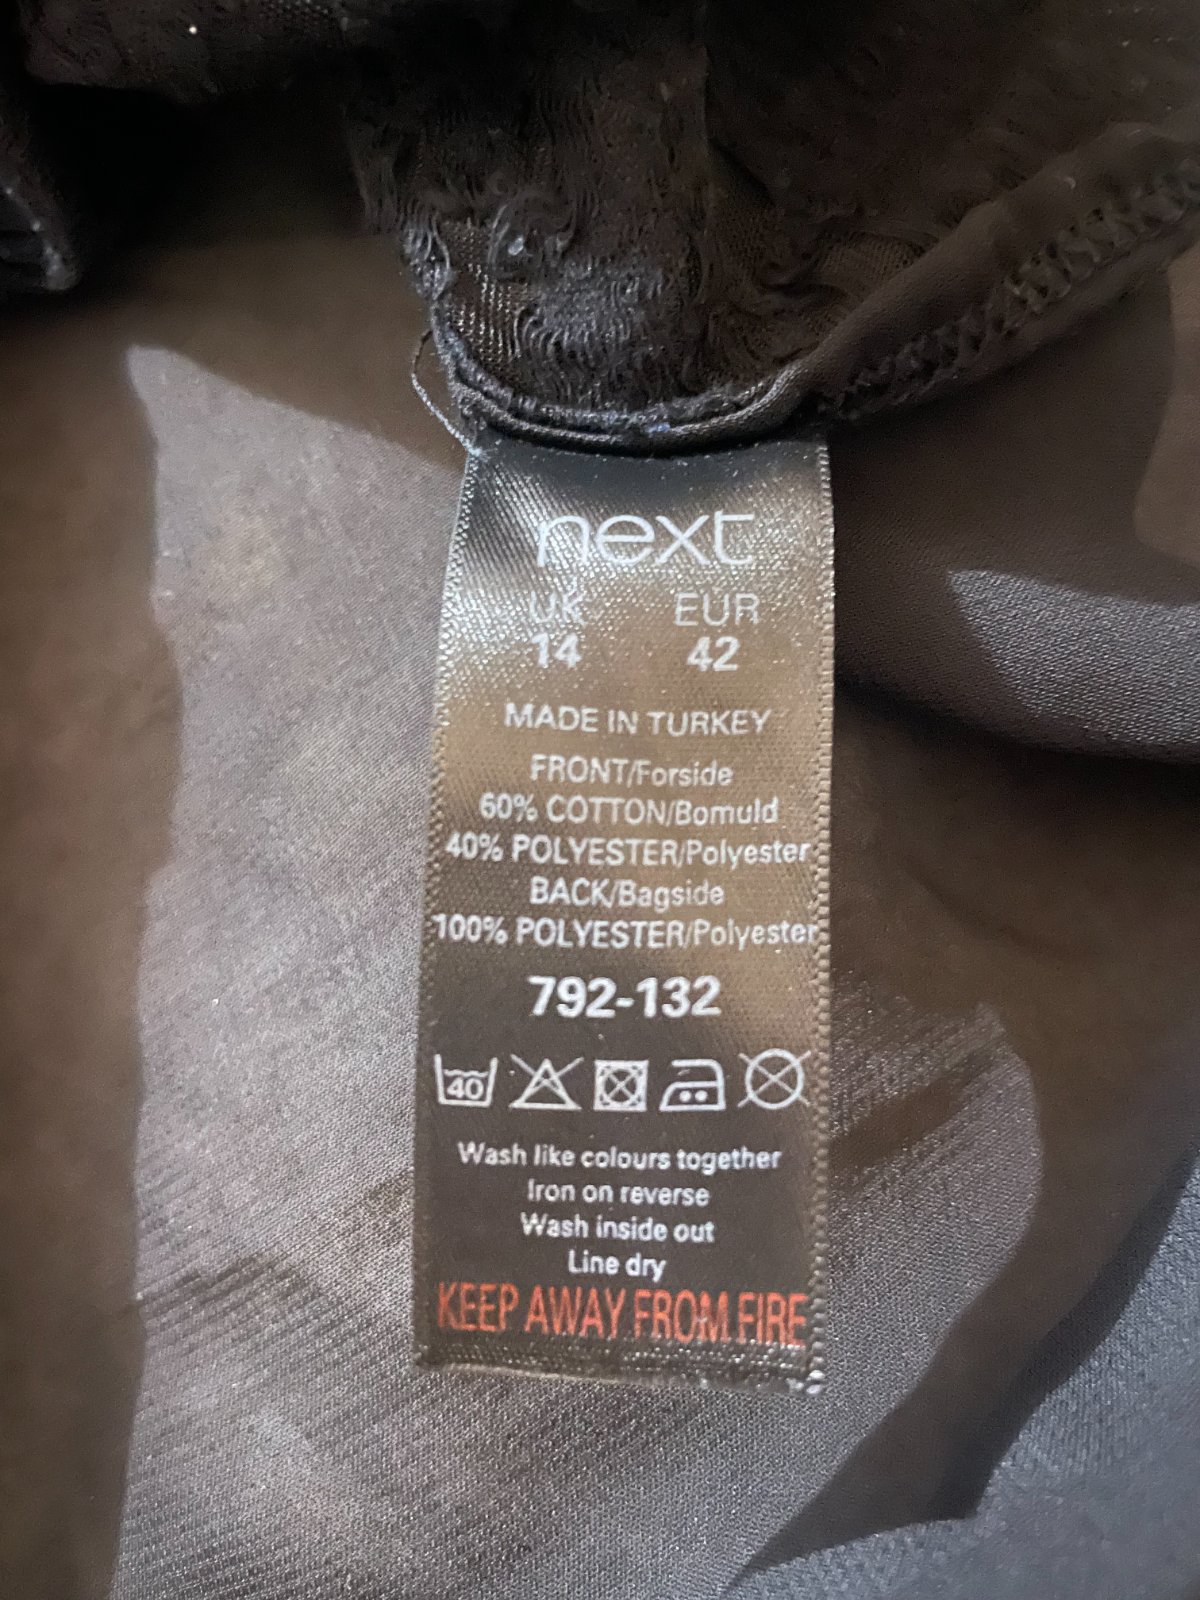 next
UK EUR
14 42
MADE IN TURKEY
FRONT/Forside
60% COTTON/Bomuld
40% POLYESTER/Polyester
BACK/Bagside
100% POLYESTER/Polyester
792-132
40
Wash like colours together
Iron on reverse
Wash inside out
Line dry
KEEP AWAY FROM FIRE